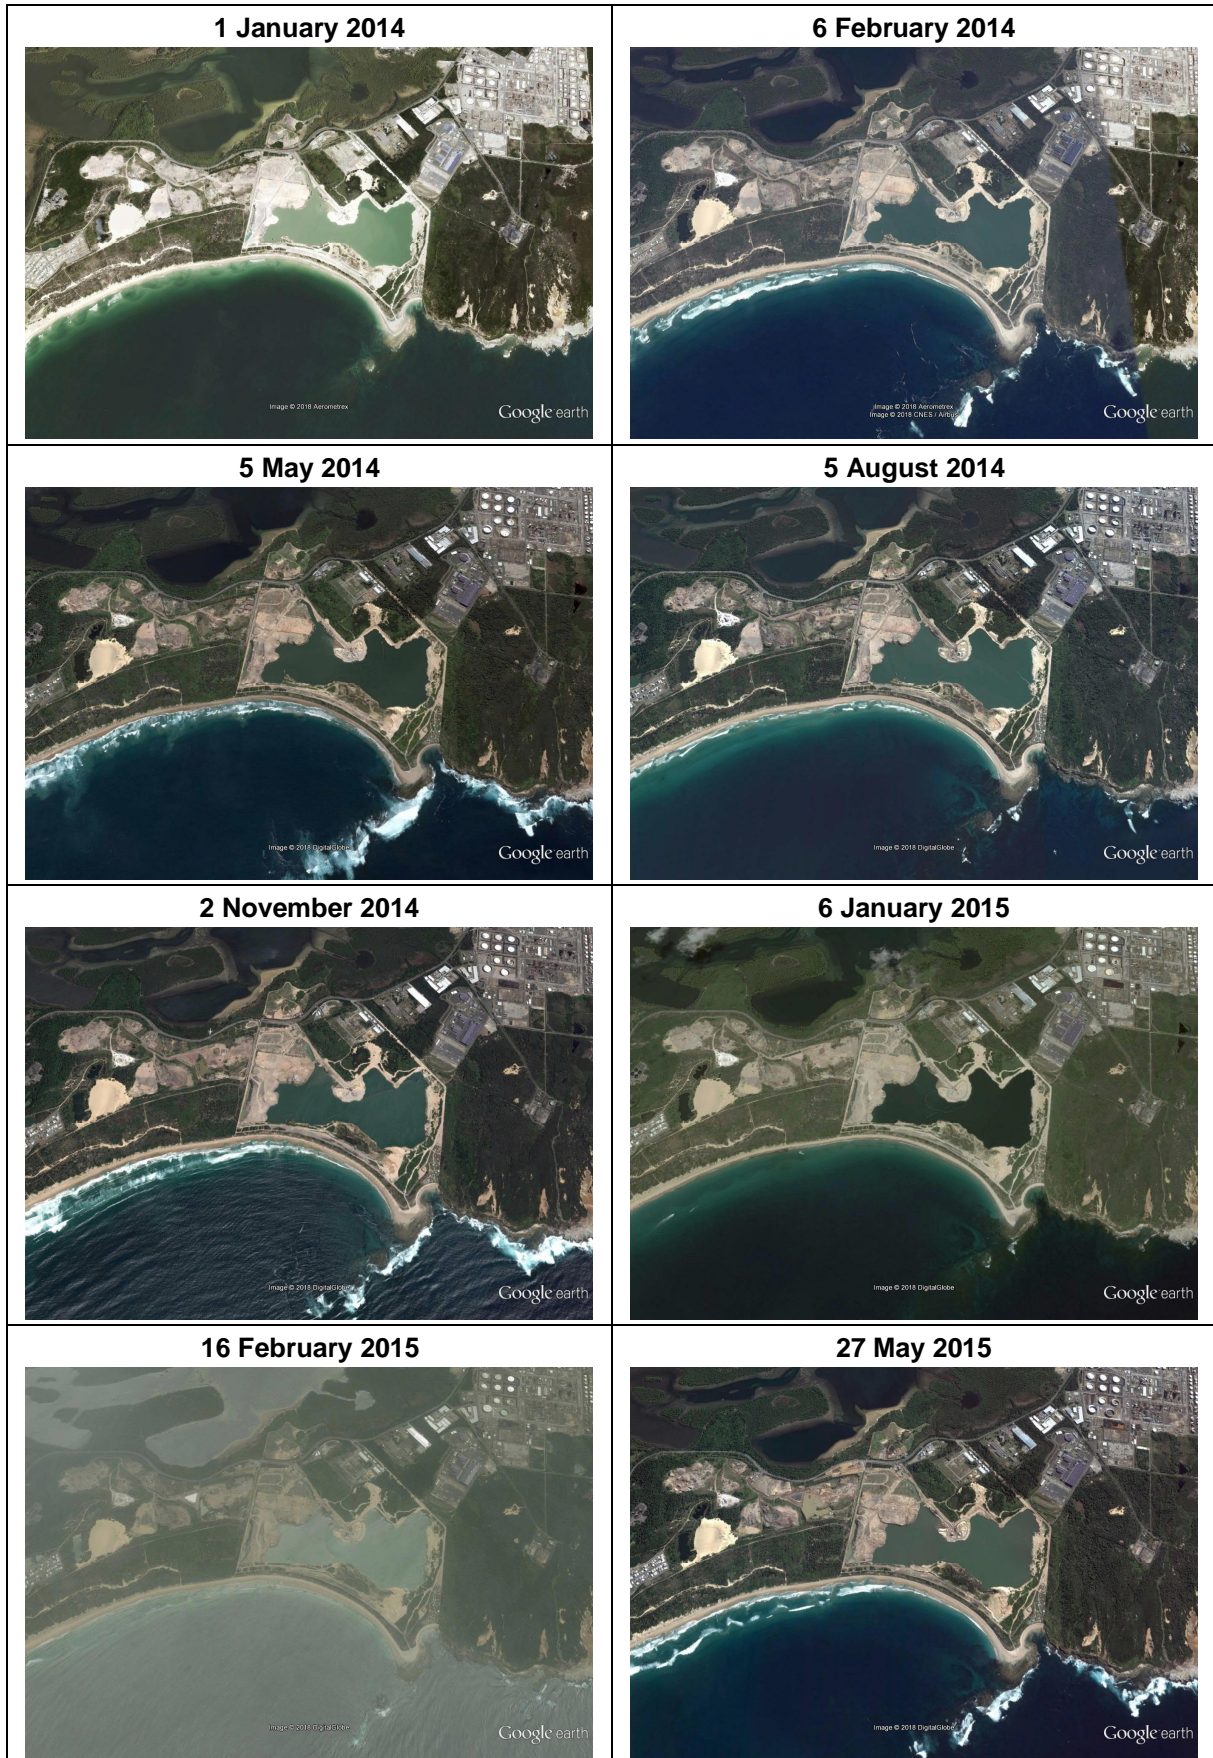 1 January 2014
6 February 2014
Image © 2018 Aerometrex
Google earth
Image © 2018 Aerometrex
Image © 2018 CNES / Airbus
Google earth
5 May 2014
5 August 2014
Image © 2018 DigitalGlobe
Google earth
Image © 2018 DigitalGlobe
Google earth
2 November 2014
6 January 2015
Image © 2018 DigitalGlobe
Google earth
Image © 2018 DigitalGlobe
Google earth
16 February 2015
27 May 2015
Image © 2018 DigitalGlobe
Google earth
Image © 2018 DigitalGlobe
Google earth